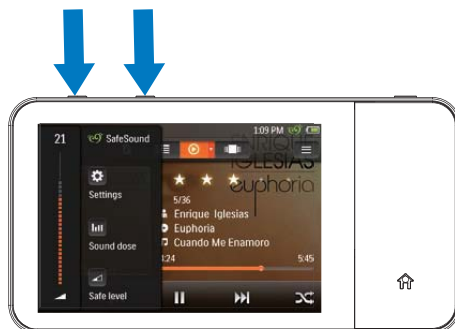 21
SafeSound
1:09 PM
ENRIQUE
IGLESIAS
euphoria
Settings
5/36
Enrique Iglesias
Euphoria
Sound dose
Cuando Me Enamoro
:24
5:45
Safe level